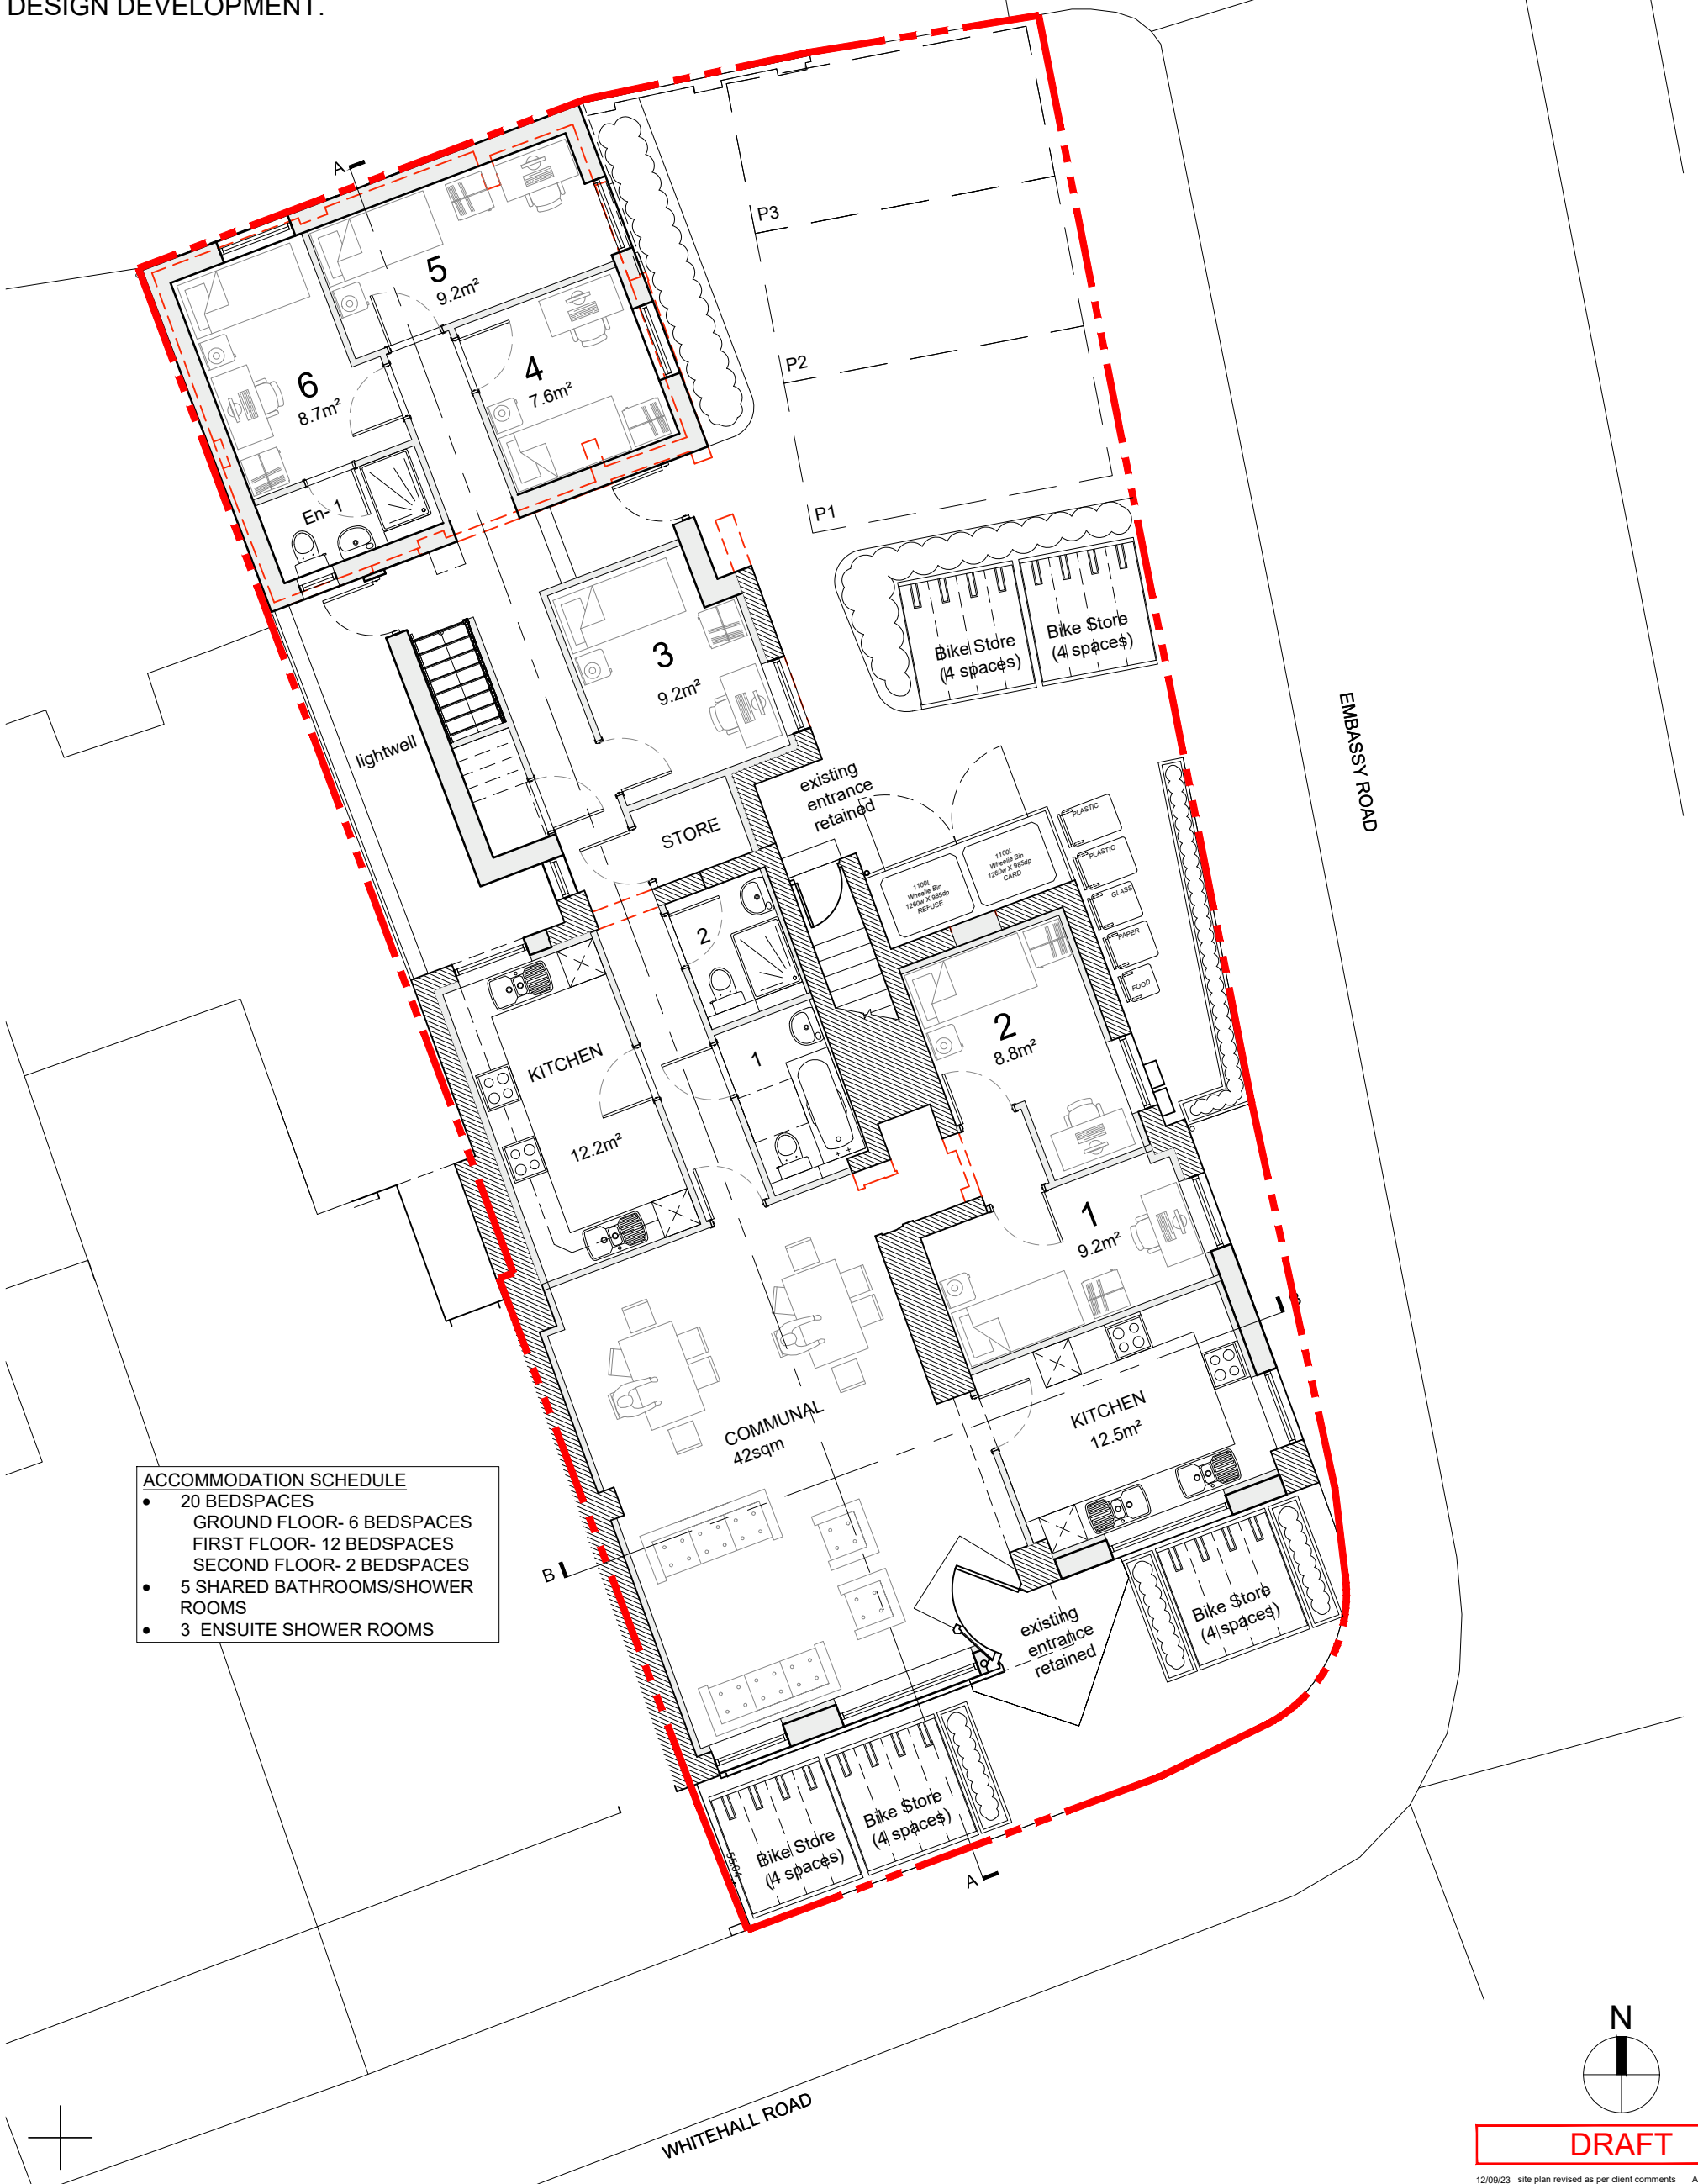 DESIGN DEVELOPMENT.
A
P3
5
9.2m²
P2
4
7.6m²
6
8.7m²
P1
En- 1
Bike Store
(4 spaces)
Bike Store
(4 spaces)
3
9.2m²
EMBASSY ROAD
lightwell
existing
entrance
retained
STORE
PLASTIC
PLASTIC
GLASS
PAPER
FOOD
1100L
Wheelie Bin
1260w X 985dp
CARD
1100L
Wheelie Bin
1260w X 985dp
REFUSE
2
2
8.8m²
KITCHEN
12.2m²
1
1
9.2m²
B
KITCHEN
12.5m²
COMMUNAL
42sqm
ACCOMMODATION SCHEDULE
• 20 BEDSPACES
GROUND FLOOR- 6 BEDSPACES
FIRST FLOOR- 12 BEDSPACES
SECOND FLOOR- 2 BEDSPACES
• 5 SHARED BATHROOMS/SHOWER
ROOMS
• 3 ENSUITE SHOWER ROOMS
B
existing
entrance
retained
Bike Store
(4 spaces)
Bike Store
(4 spaces)
Bike Store
(4 spaces)
5504
A
N
WHITEHALL ROAD
DRAFT
12/09/23 site plan revised as per client comments A